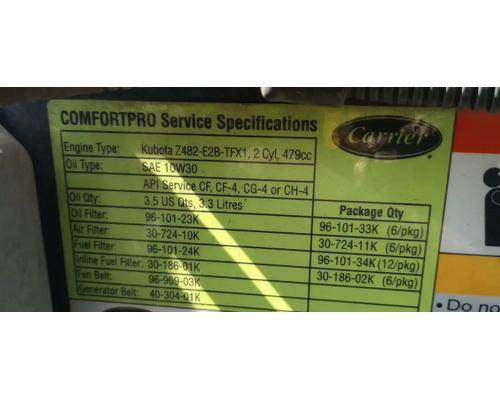 COMFORTPRO Service Specifications
Carrier
Engine Type: Kubota Z482-E2B-TFX1, 2 Cyl, 479cc
Oil Type: SAE 10W30
API Service CF, CF-4, CG-4 or CH-4
Oil Qty: 3.5 US Qts, 3.3 Litres Package Qty
Oil Filter: 96-101-23K 96-101-33K (6/pkg)
Air Filter: 30-724-10K 30-724-11K (6/pkg)
Fuel Filter: 96-101-24K 96-101-34K (12/pkg)
Inline Fuel Filter: 30-186-01K 30-186-02K (6/pkg)
Fan Belt: 96-969-03K
Generator Belt: 40-304-01K
• Do no